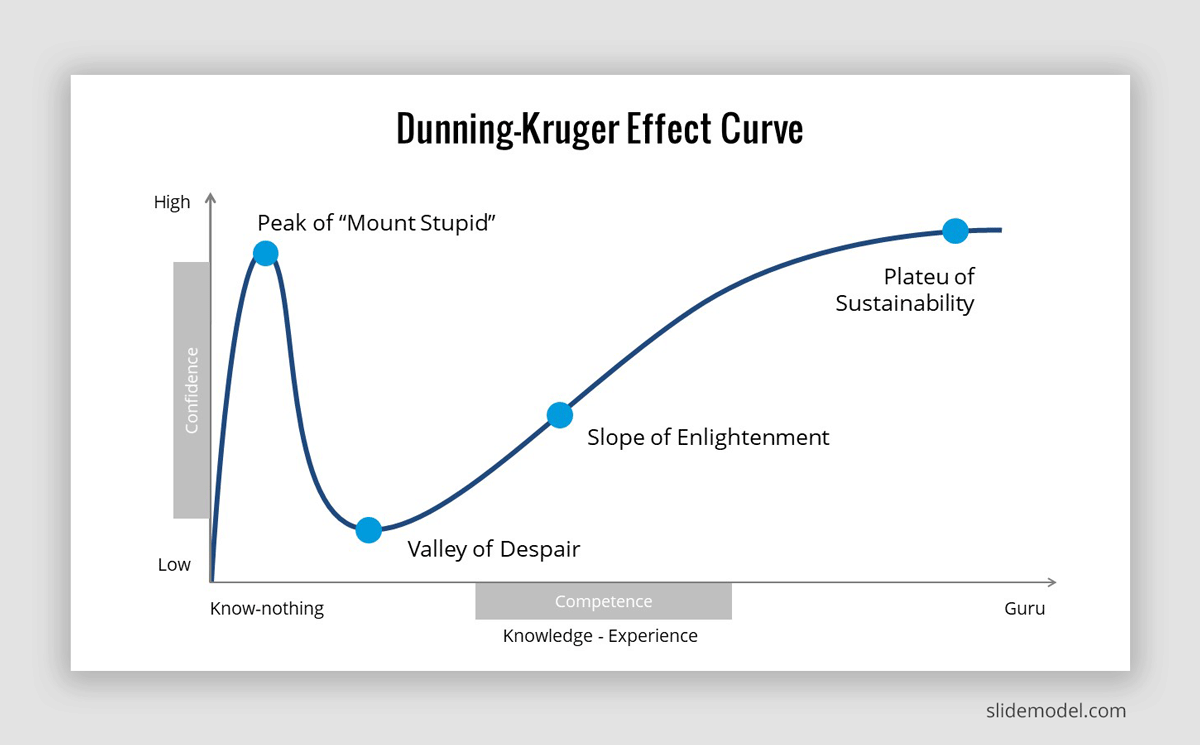 Dunning-Kruger Effect Curve
High
Peak of “Mount Stupid”
Plateu of
Sustainability
Confidence
Slope of Enlightenment
Valley of Despair
Low
Know-nothing
Competence
Guru
Knowledge - Experience
slidemodel.com